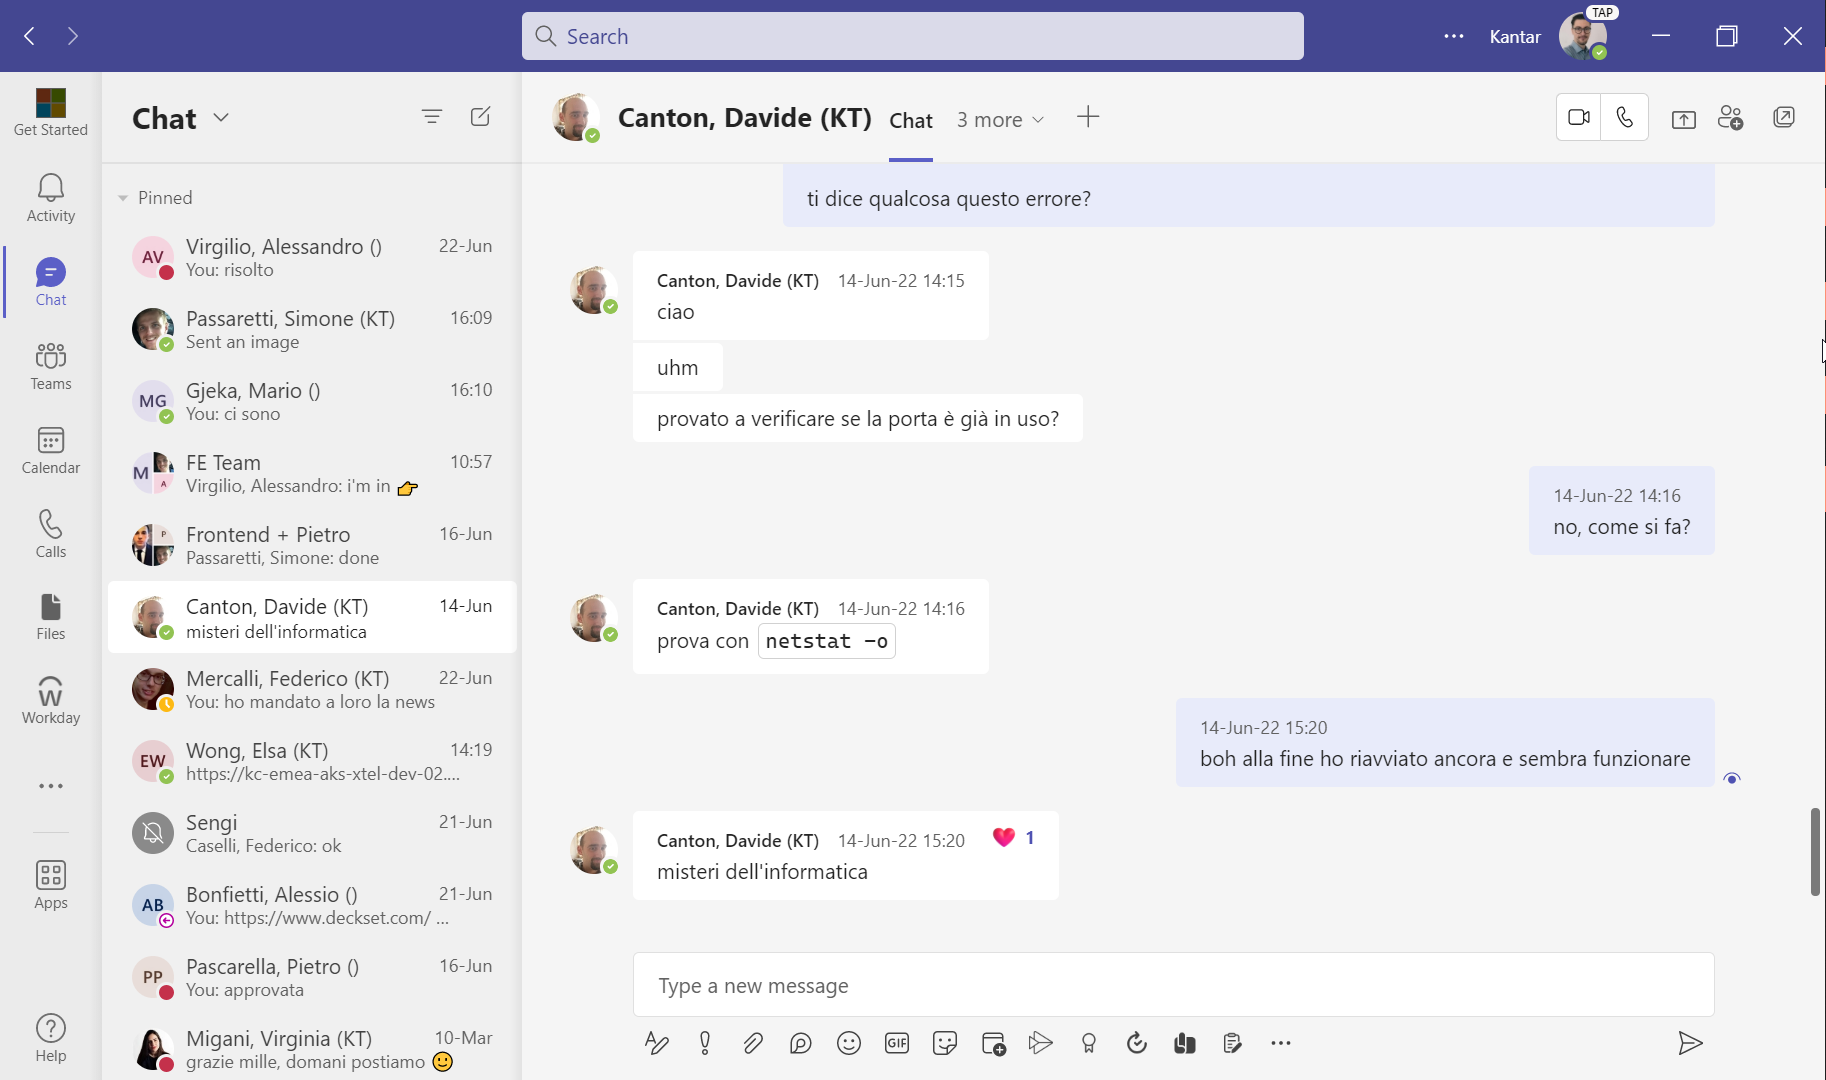 Search
Kantar
TAP
Get Started
Activity
Chat
Teams
Calendar
Calls
Files
Workday
Apps
Help
Chat
Pinned
AV
Virgilio, Alessandro ()
22-Jun
You: risolto
Passaretti, Simone (KT)
16:09
Sent an image
MG
Gjeka, Mario ()
16:10
You: ci sono
M
A
FE Team
10:57
Virgilio, Alessandro: i'm in 👉
P
Frontend + Pietro
16-Jun
Passaretti, Simone: done
Canton, Davide (KT)
14-Jun
misteri dell'informatica
Mercalli, Federico (KT)
22-Jun
You: ho mandato a loro la news
EW
Wong, Elsa (KT)
14:19
https://kc-emea-aks-xtel-dev-02....
Sengi
21-Jun
Caselli, Federico: ok
AB
Bonfietti, Alessio ()
21-Jun
You: https://www.deckset.com/ ...
PP
Pascarella, Pietro ()
16-Jun
You: approvata
Migani, Virginia (KT)
10-Mar
grazie mille, domani postiamo 🙂
Canton, Davide (KT)
Chat
3 more
ti dice qualcosa questo errore?
Canton, Davide (KT) 14-Jun-22 14:15
ciao
uhm
provato a verificare se la porta è già in uso?
14-Jun-22 14:16
no, come si fa?
Canton, Davide (KT) 14-Jun-22 14:16
prova con netstat -o
14-Jun-22 15:20
boh alla fine ho riavviato ancora e sembra funzionare
Canton, Davide (KT) 14-Jun-22 15:20 ❤️ 1
misteri dell'informatica
Type a new message
GIF